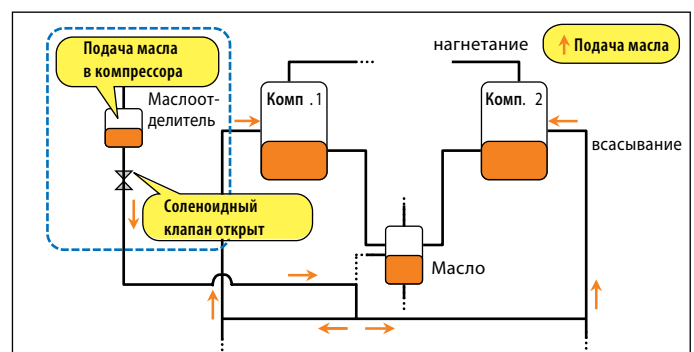 Подача масла
в компрессора
Маслоот-
делитель
Соленоидный
клапан открыт
Комп .1
нагнетание
Подача масла
Комп. 2
всасывание
Масло